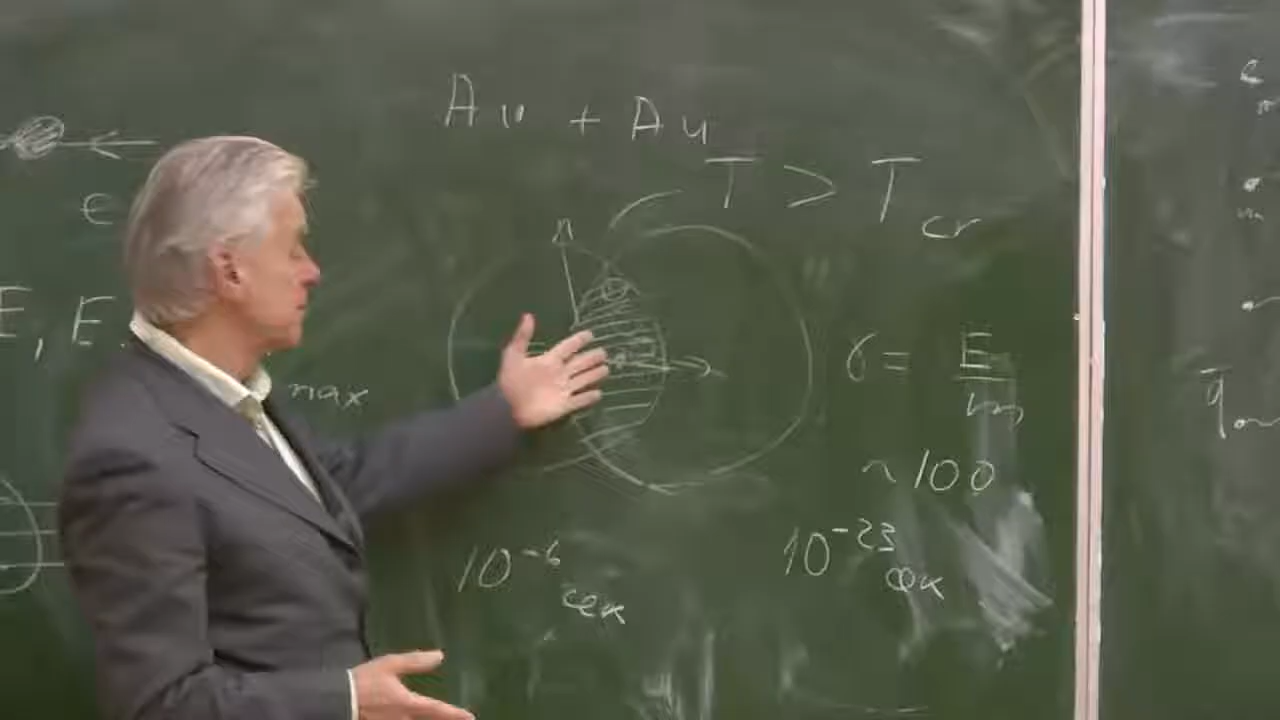 Au + Au
T > T cr
E, E
max
γ = E/m
~100
10⁻⁶ сек
10⁻²³ сек